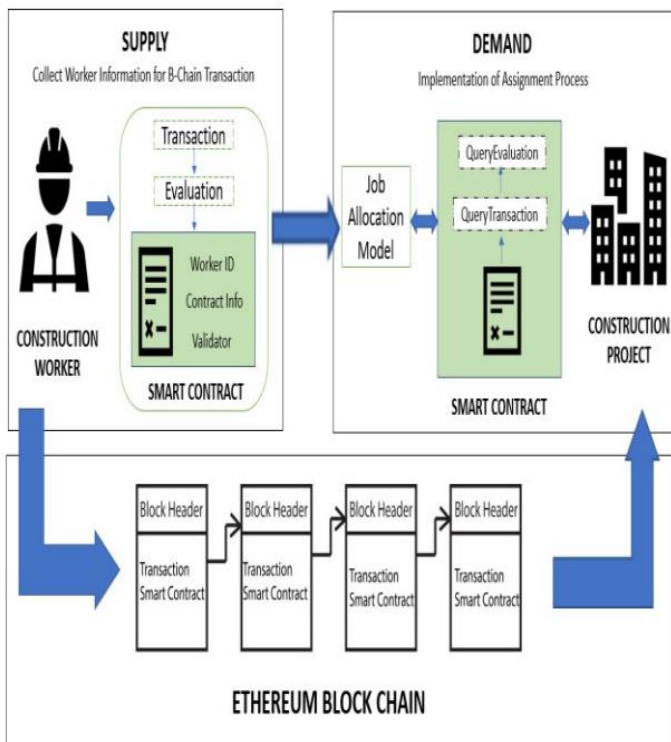 SUPPLY
Collect Worker Information for B-Chain Transaction
Transaction
Evaluation
Worker ID
Contract Info
Validator
CONSTRUCTION
WORKER
SMART CONTRACT
DEMAND
Implementation of Assignment Process
Job
Allocation
Model
QueryEvaluation
QueryTransaction
SMART CONTRACT
CONSTRUCTION
PROJECT
Block Header
Transaction
Smart Contract
Block Header
Transaction
Smart Contract
Block Header
Transaction
Smart Contract
Block Header
Transaction
Smart Contract
ETHEREUM BLOCK CHAIN